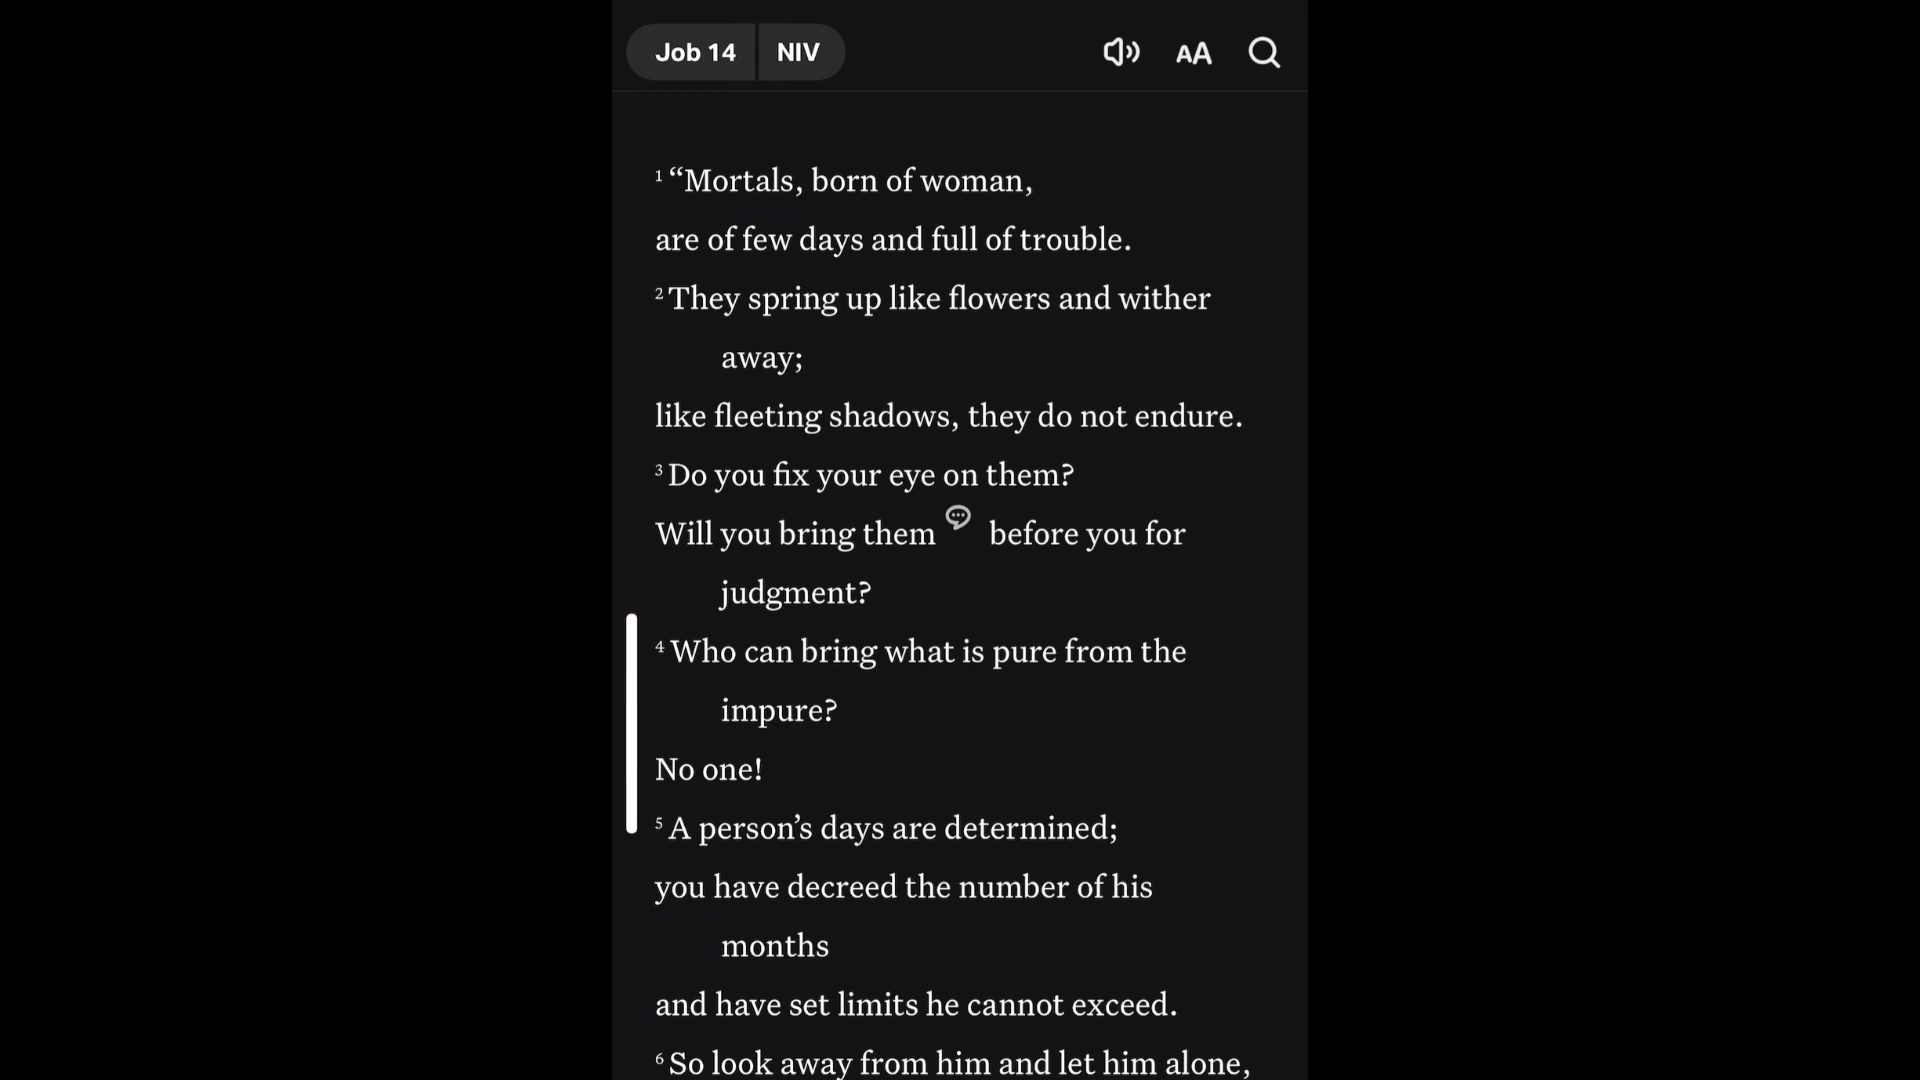 Job 14 NIV AA
1 “Mortals, born of woman,
are of few days and full of trouble.
2 They spring up like flowers and wither
away;
like fleeting shadows, they do not endure.
3 Do you fix your eye on them?
Will you bring them before you for
judgment?
4 Who can bring what is pure from the
impure?
No one!
5 A person’s days are determined;
you have decreed the number of his
months
and have set limits he cannot exceed.
6 So look away from him and let him alone,